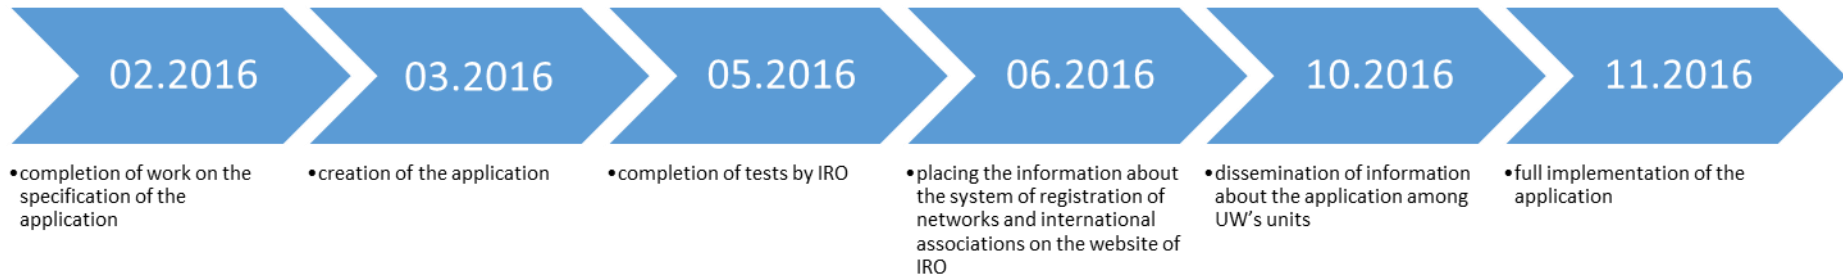 02.2016
03.2016
05.2016
06.2016
10.2016
11.2016
•completion of work on the
specification of the
application
•creation of the application
•completion of tests by IRO
•placing the information about
the system of registration of
networks and international
associations on the website of
IRO
•dissemination of information
about the application among
UW's units
•full implementation of the
application